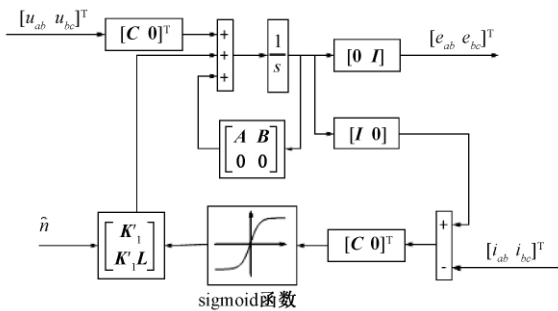 [u_ab u_bc]^T
[C 0]^T
+
+
+
1/s
[0 I]
[e_ab e_bc]^T
[A B
0 0]
[I 0]
n̂
[K'_1
K'_1 L]
[C 0]^T
+
-
[i_ab i_bc]^T
sigmoid函数